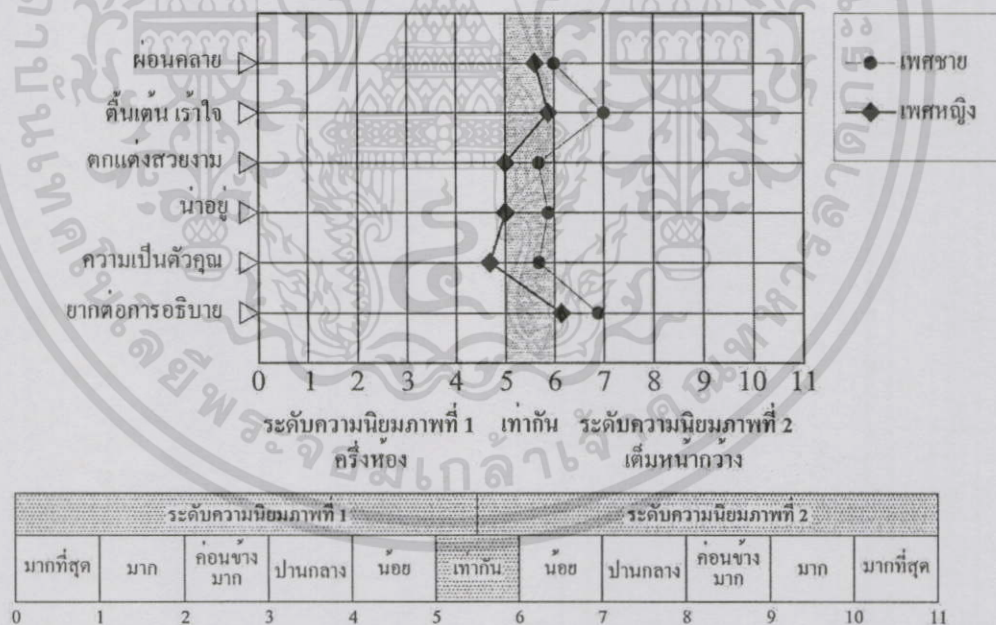 ผ่อนคลาย
ตื้นเต้น เร้าใจ
ตกแต่งสวยงาม
น่าอยู่
ความเป็นตัวคุณ
ยากต่อการอธิบาย
เพศชาย
เพศหญิง
0 1 2 3 4 5 6 7 8 9 10 11
ระดับความนิยมภาพที่ 1 เท่ากัน ระดับความนิยมภาพที่ 2
ครึ่งห้อง เต็มหน้ากว้าง
ระดับความนิยมภาพที่ 1 ระดับความนิยมภาพที่ 2
มากที่สุด มาก ค่อนข้าง ปานกลาง น้อย เท่ากัน น้อย ปานกลาง ค่อนข้าง มาก มากที่สุด
มาก มาก
0 1 2 3 4 5 6 7 8 9 10 11